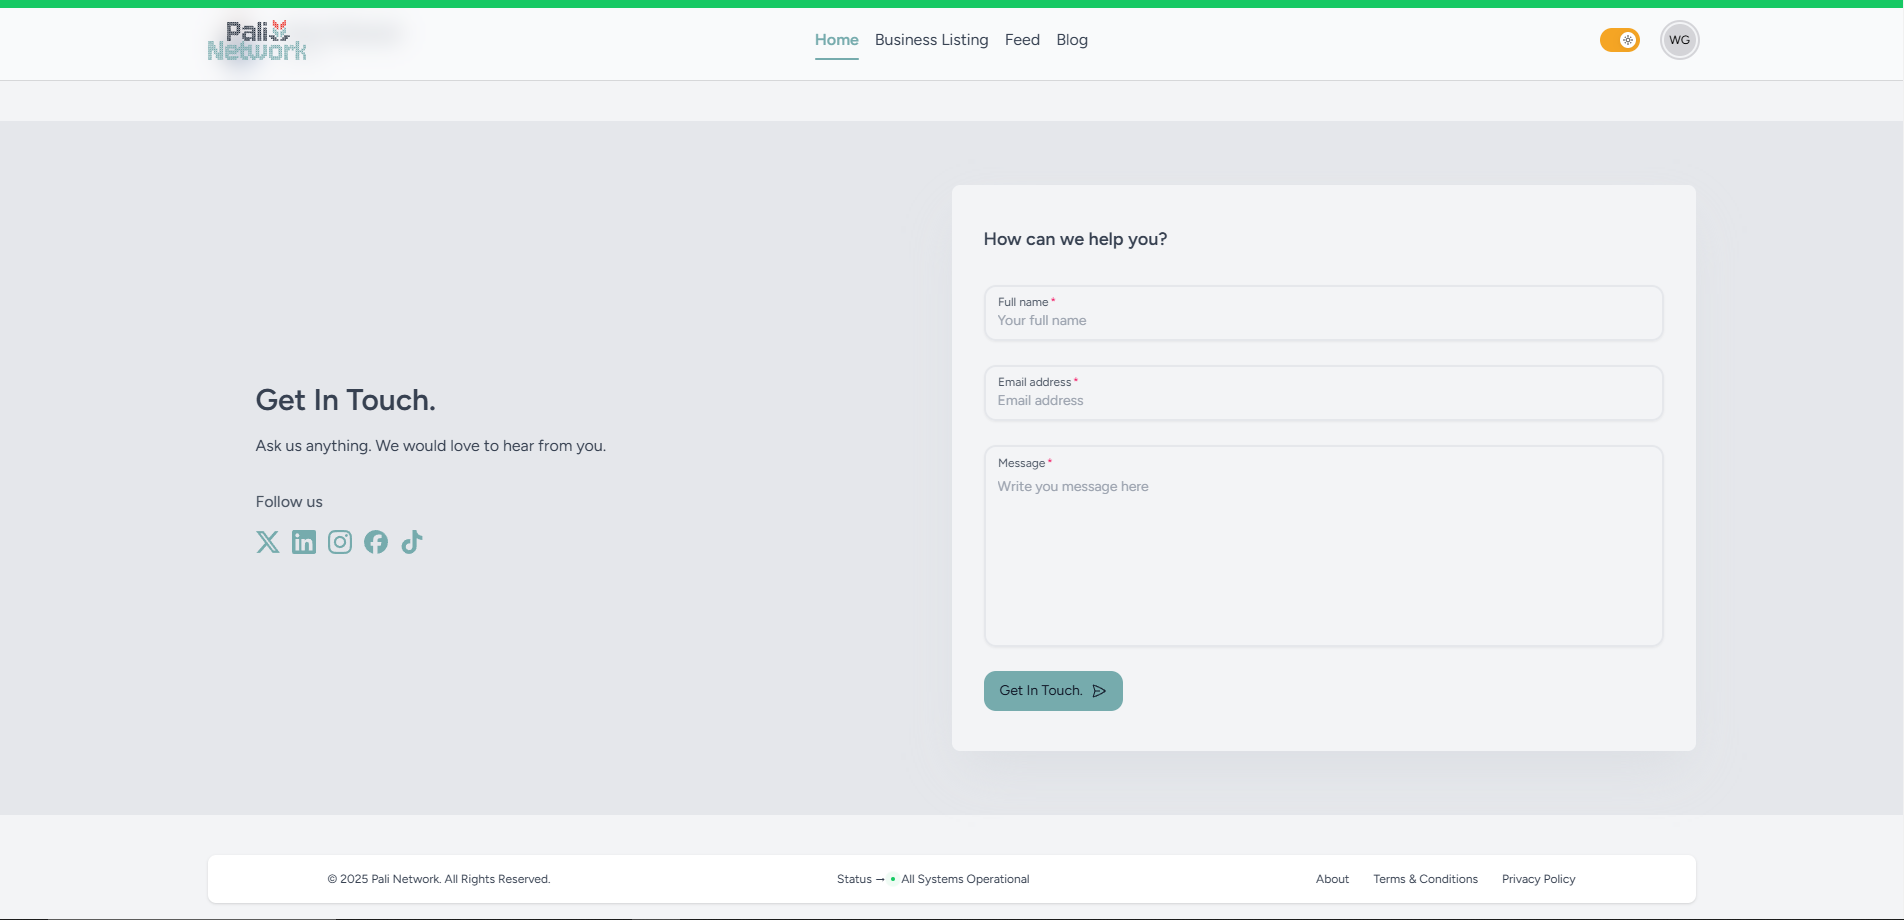 Pali
Network
Home
Business Listing
Feed
Blog
WG
Get In Touch.
Ask us anything. We would love to hear from you.
Follow us
How can we help you?
Full name*
Your full name
Email address*
Email address
Message*
Write you message here
Get In Touch.
© 2025 Pali Network. All Rights Reserved.
Status → All Systems Operational
About
Terms & Conditions
Privacy Policy